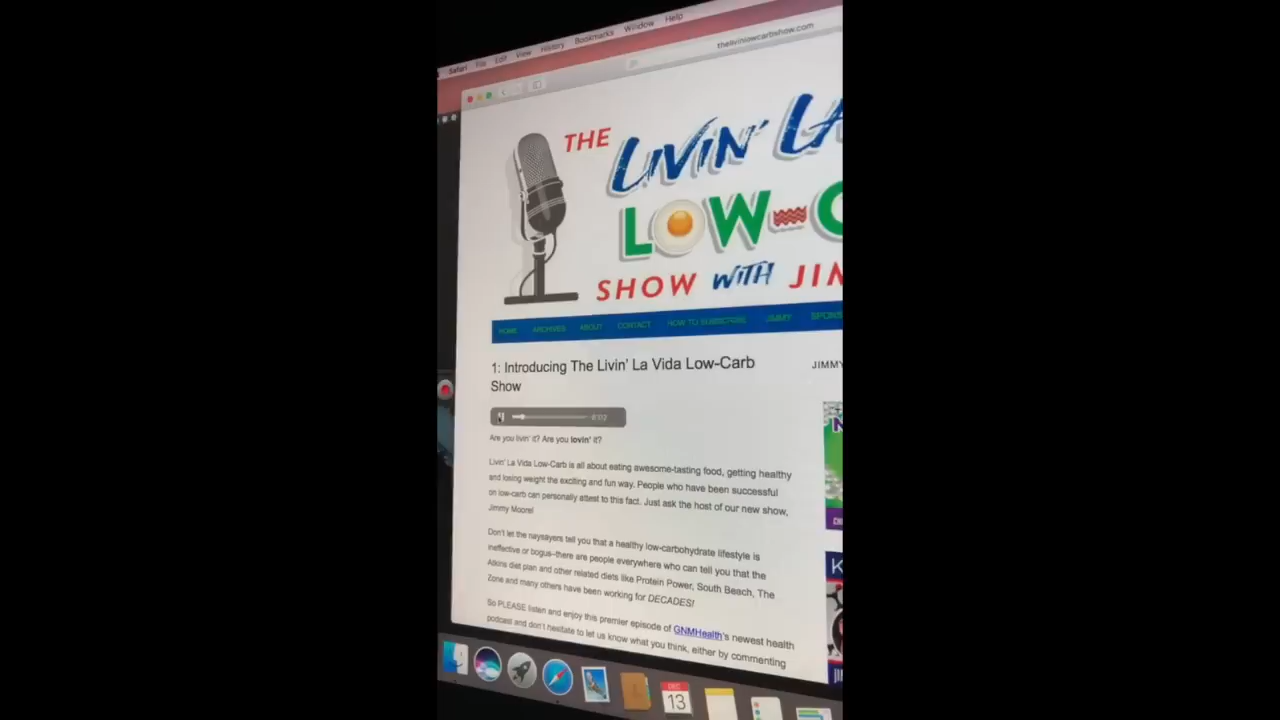 Safari File Edit View History Bookmarks Window Help
thelivinlowcarbshow.com
THE LIVIN' LA
LOW-C
SHOW WITH JIM
HOME ARCHIVES ABOUT CONTACT HOW TO SUBSCRIBE JIMMY SPONS
1: Introducing The Livin' La Vida Low-Carb
Show
JIMMY
Are you livin' it? Are you lovin' it?
Livin' La Vida Low-Carb is all about eating awesome-tasting food, getting healthy
and losing weight the exciting and fun way. People who have been successful
on low-carb can personally attest to this fact. Just ask the host of our new show,
Jimmy Moore!
Don't let the naysayers tell you that a healthy low-carbohydrate lifestyle is
ineffective or bogus--there are people everywhere who can tell you that the
Atkins diet plan and other related diets like Protein Power, South Beach, The
Zone and many others have been working for DECADES!
So PLEASE listen and enjoy this premier episode of GNMHealth's newest health
podcast and don't hesitate to let us know what you think, either by commenting
DEC
13